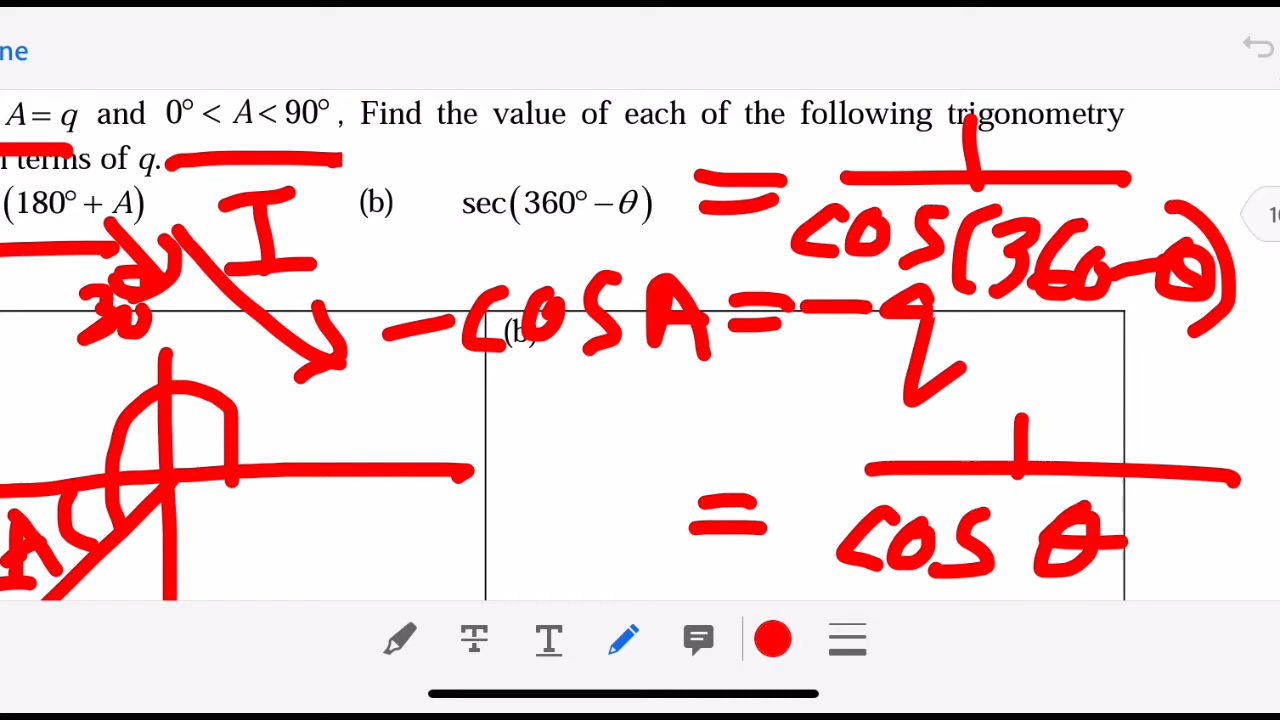 ne
A = q and 0° < A < 90°, Find the value of each of the following trigonometry
n terms of q.
(180° + A) I (b) sec(360° − θ) = 1/cos(360−θ)
30
− cos A = − q
(b)
A
= 1/cos θ